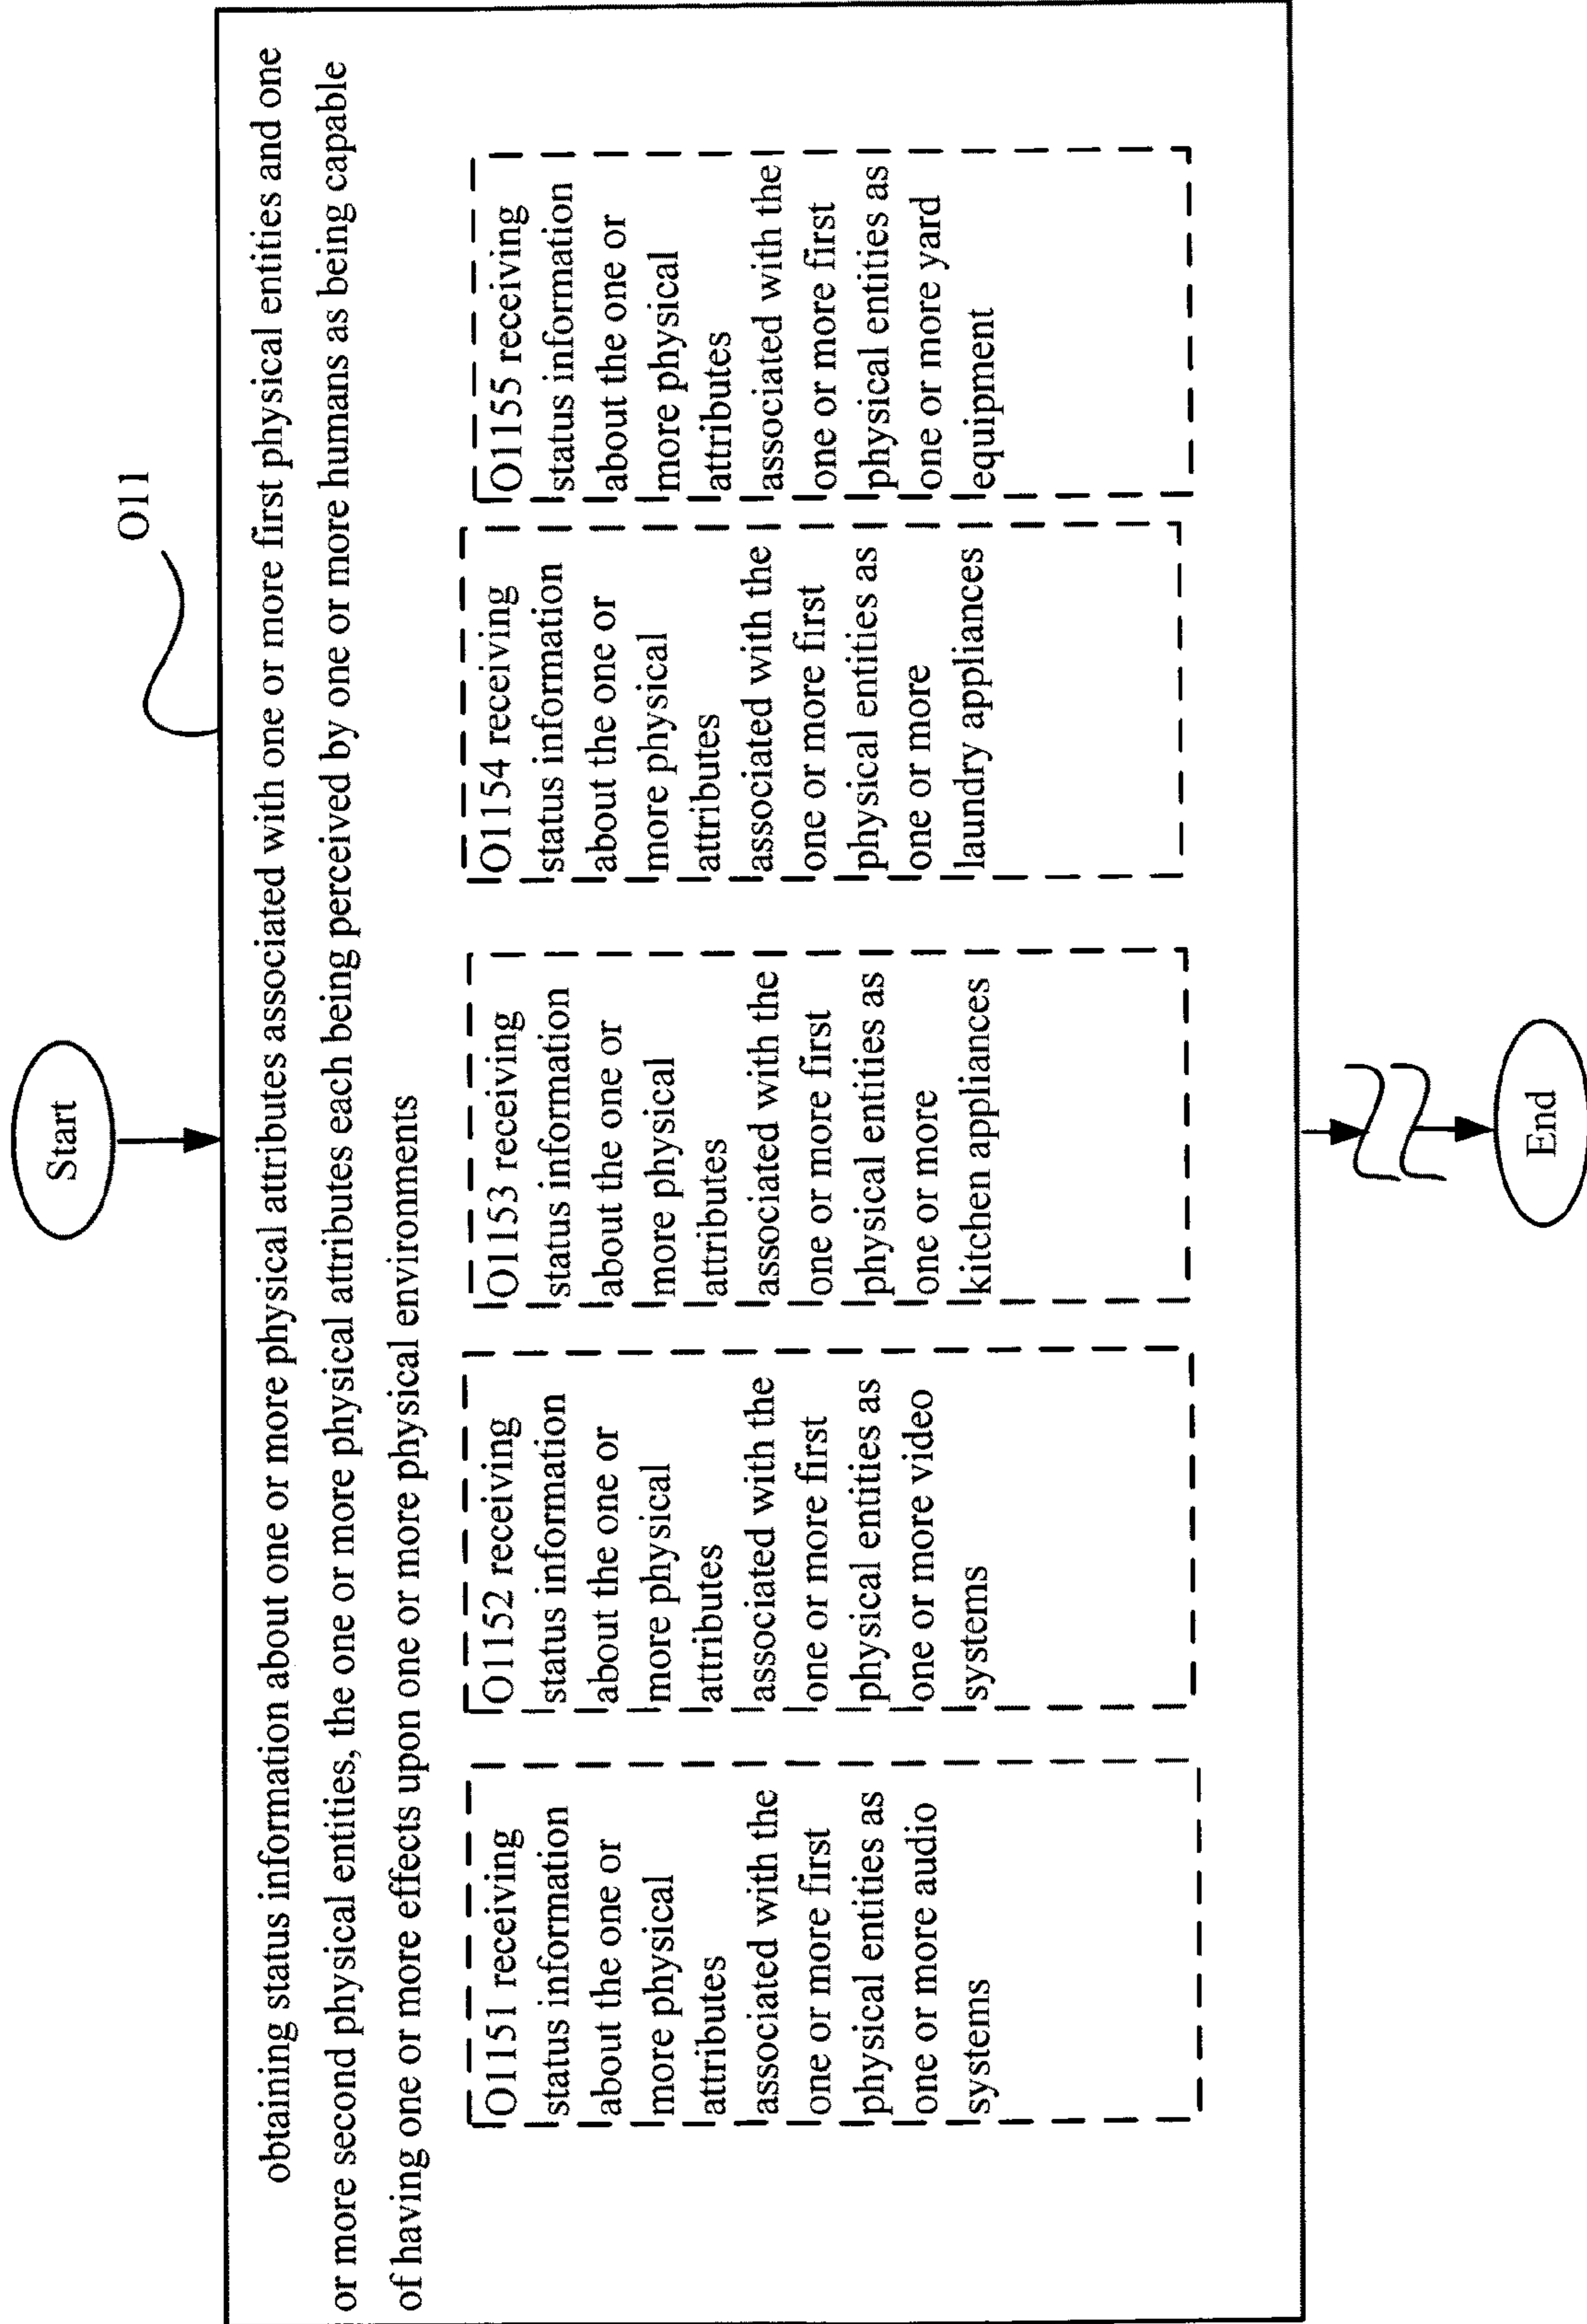 Start
O11
obtaining status information about one or more physical attributes associated with one or more first physical entities and one
or more second physical entities, the one or more physical attributes each being perceived by one or more humans as being capable
of having one or more effects upon one or more physical environments
O1151 receiving
status information
about the one or
more physical
attributes
associated with the
one or more first
physical entities as
one or more audio
systems
O1152 receiving
status information
about the one or
more physical
attributes
associated with the
one or more first
physical entities as
one or more video
systems
O1153 receiving
status information
about the one or
more physical
attributes
associated with the
one or more first
physical entities as
one or more
kitchen appliances
O1154 receiving
status information
about the one or
more physical
attributes
associated with the
one or more first
physical entities as
one or more
laundry appliances
O1155 receiving
status information
about the one or
more physical
attributes
associated with the
one or more first
physical entities as
one or more yard
equipment
End